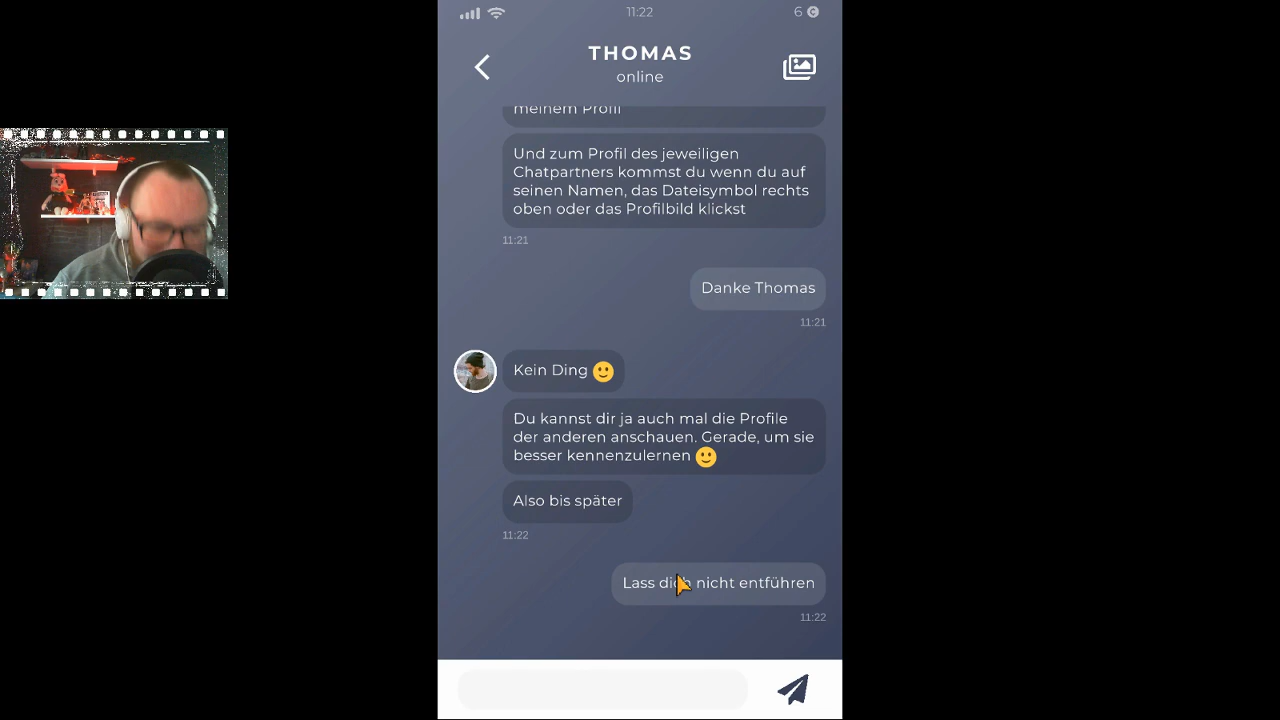 11:22
6
THOMAS
online
meinem Profil
Und zum Profil des jeweiligen
Chatpartners kommst du wenn du auf
seinen Namen, das Dateisymbol rechts
oben oder das Profilbild klickst
11:21
Danke Thomas
11:21
Kein Ding 🙂
Du kannst dir ja auch mal die Profile
der anderen anschauen. Gerade, um sie
besser kennenzulernen 🙂
Also bis später
11:22
Lass dich nicht entführen
11:22